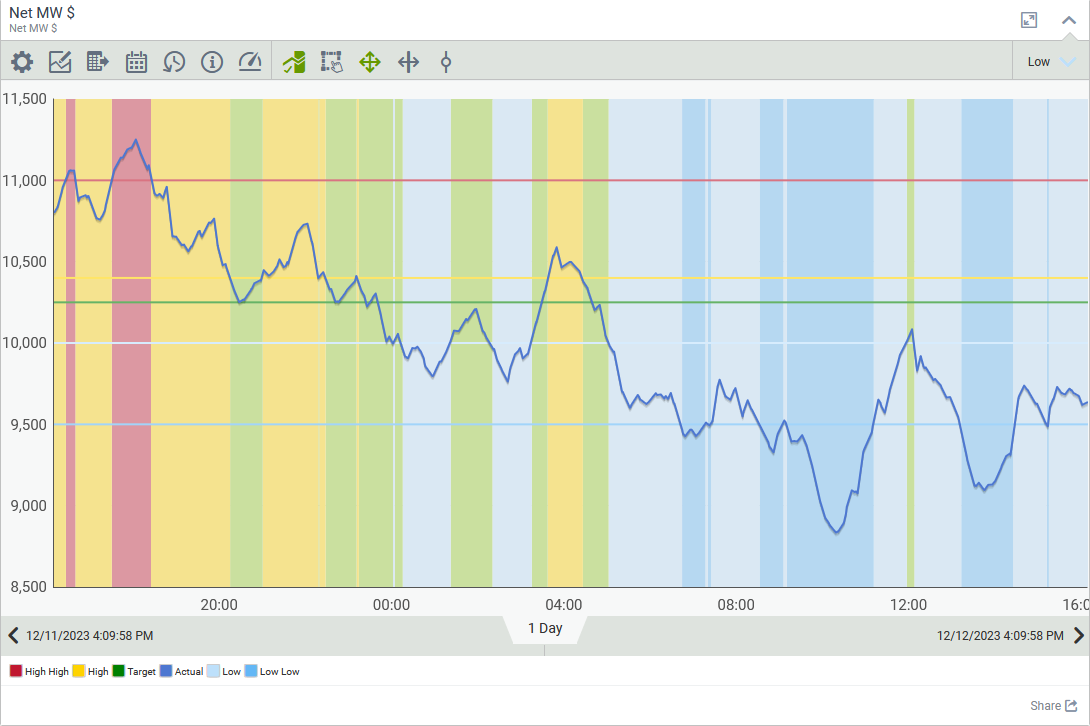 Net MW $
Net MW $
Low
11,500
11,000
10,500
10,000
9,500
9,000
8,500
20:00 00:00 04:00 08:00 12:00 16:0
12/11/2023 4:09:58 PM 1 Day 12/12/2023 4:09:58 PM
High High High Target Actual Low Low Low
Share